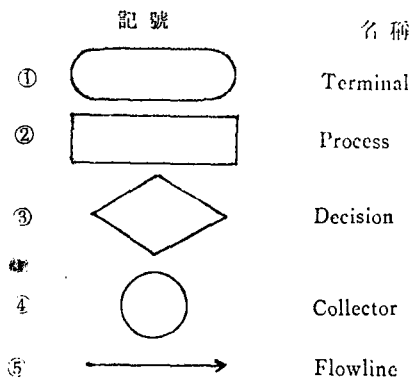 記號 名稱
① Terminal
② Process
③ Decision
④ Collector
⑤ Flowline